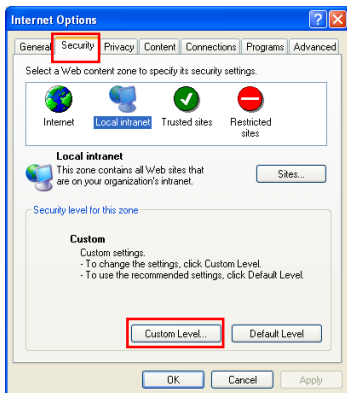 Internet Options
General Security Privacy Content Connections Programs Advanced
Select a Web content zone to specify its security settings.
Internet Local intranet Trusted sites Restricted
sites
Local intranet
This zone contains all Web sites that
are on your organization's intranet.
Sites...
Security level for this zone
Custom
Custom settings.
- To change the settings, click Custom Level.
- To use the recommended settings, click Default Level.
Custom Level... Default Level
OK Cancel Apply